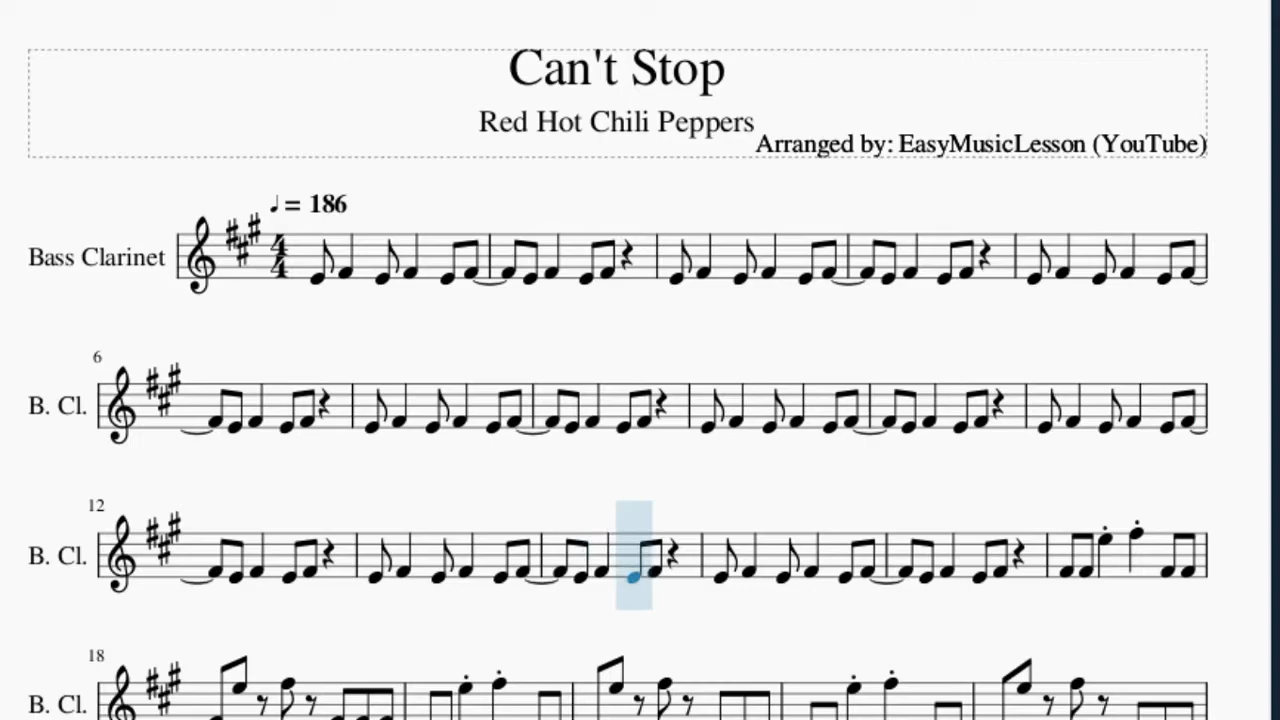 Can't Stop
Red Hot Chili Peppers
Arranged by: EasyMusicLesson (YouTube)
♩ = 186
Bass Clarinet
4
4
6
B. Cl.
12
B. Cl.
18
B. Cl.